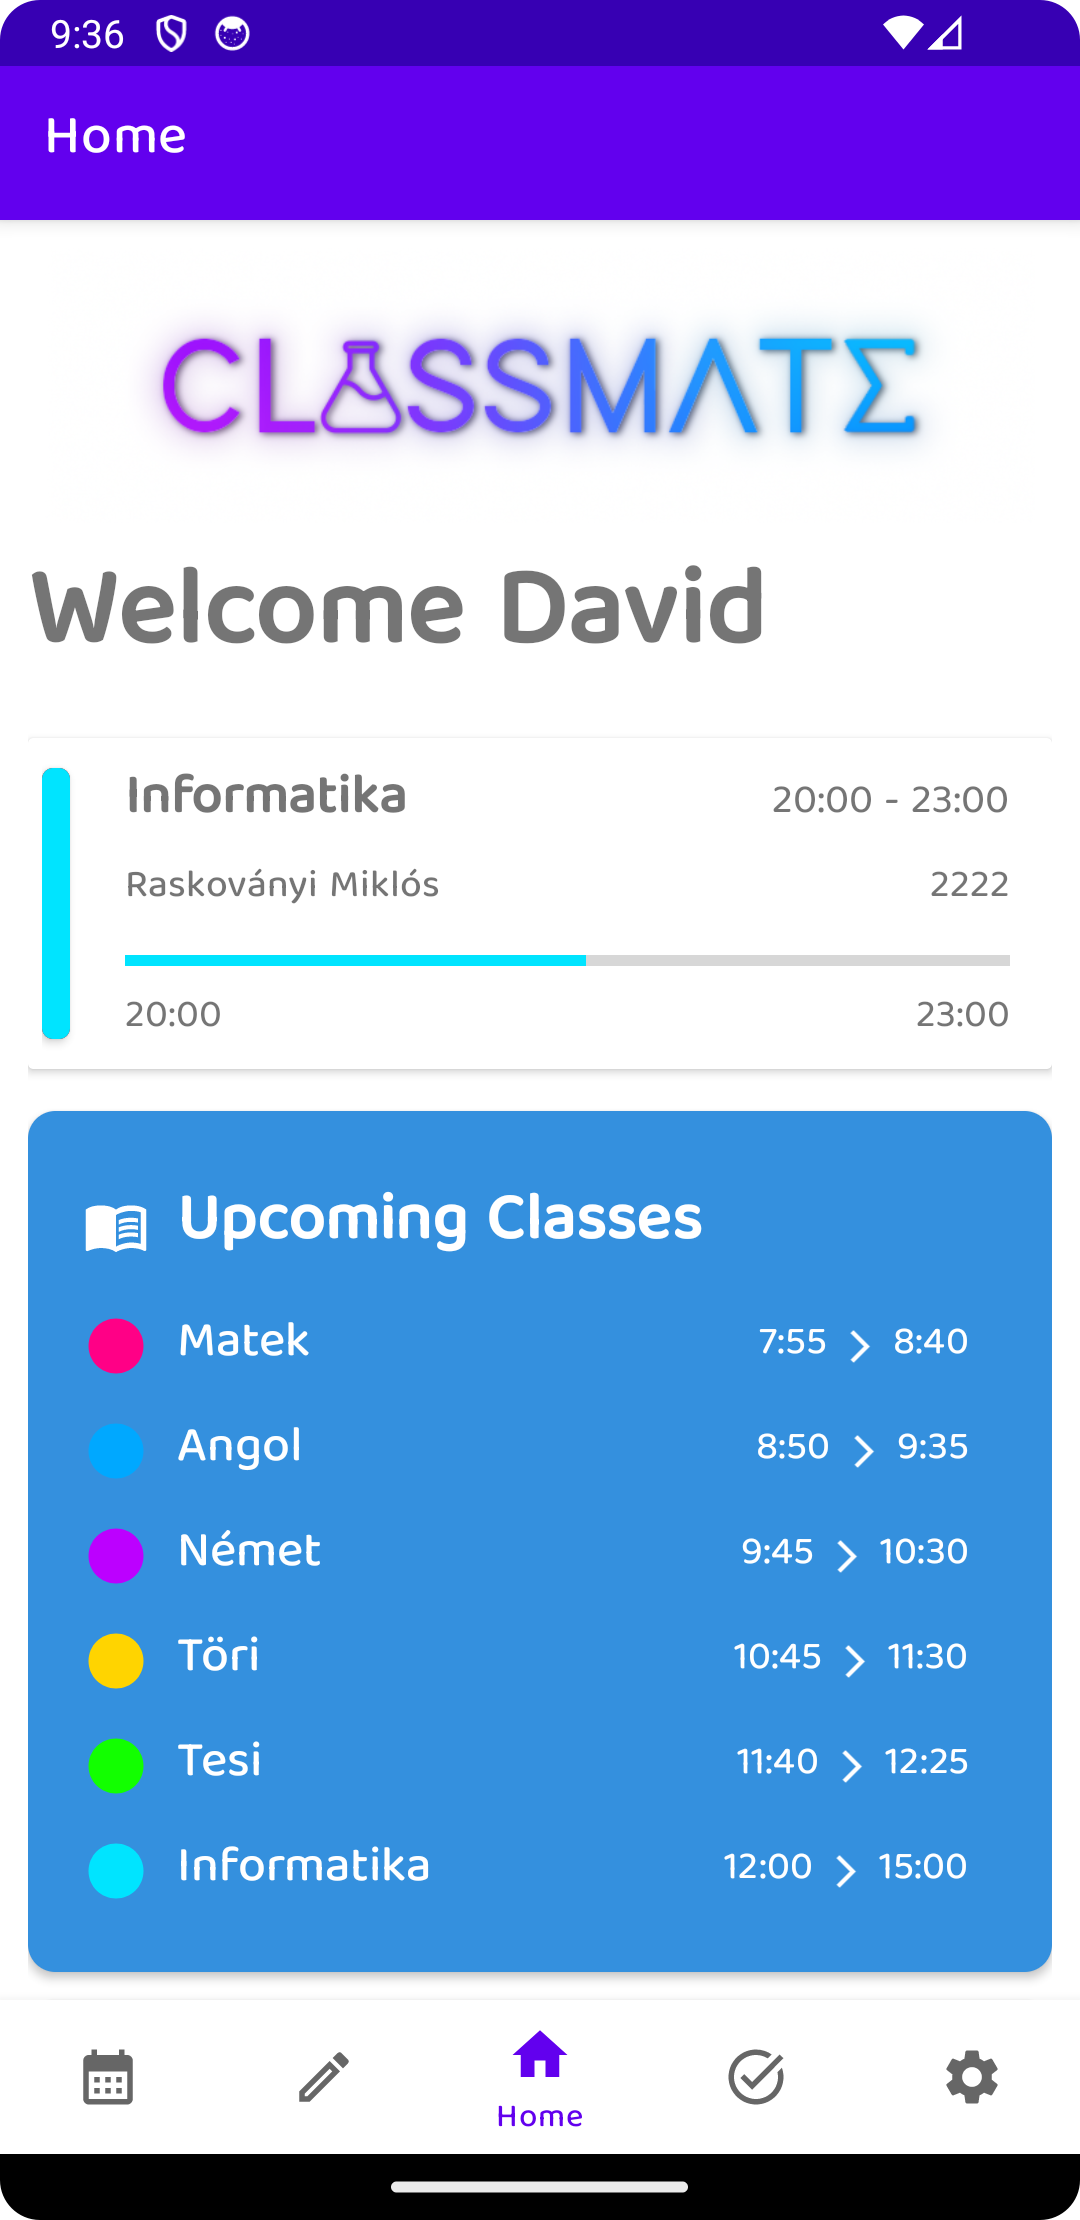 9:36
Home
CLASSMATE
Welcome David
Informatika 20:00 - 23:00
Raskoványi Miklós 2222
20:00 23:00
Upcoming Classes
Matek 7:55 8:40
Angol 8:50 9:35
Német 9:45 10:30
Töri 10:45 11:30
Tesi 11:40 12:25
Informatika 12:00 15:00
Home